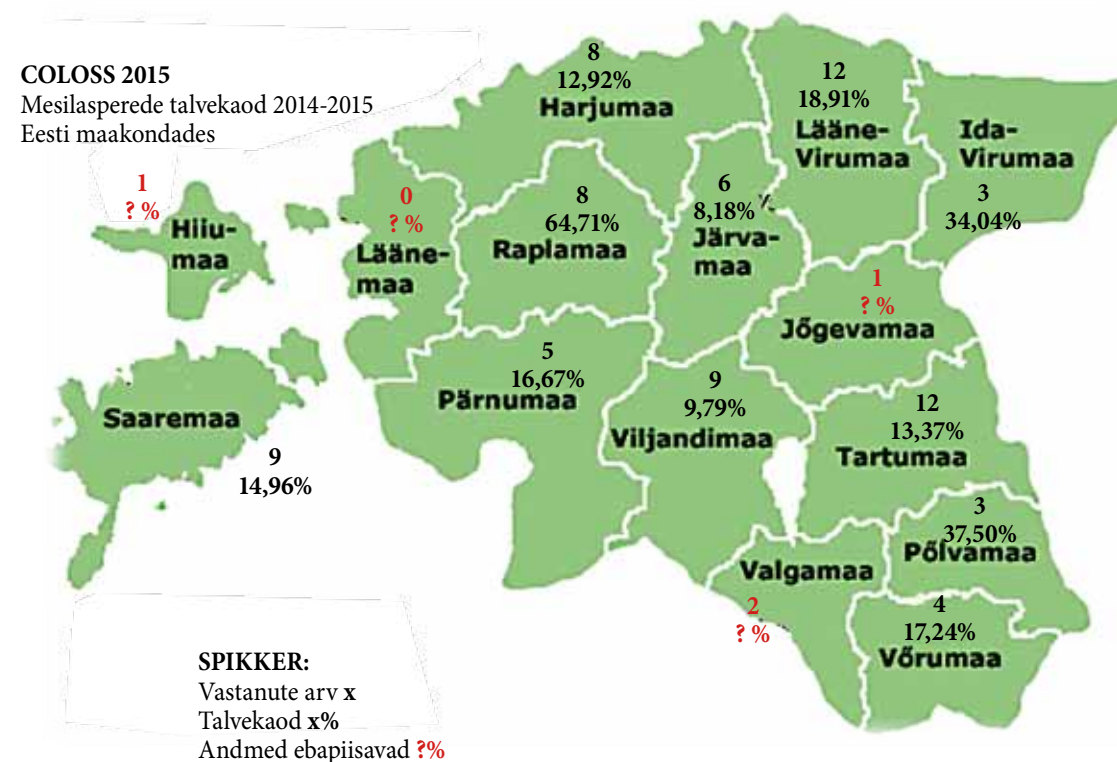 COLOSS 2015
Mesilasperede talvekaod 2014-2015
Eesti maakondades
8
12,92%
Harjumaa
12
18,91%
Lääne-
Virumaa
Ida-
Virumaa
3
34,04%
1
? %
Hiiu-
maa
0
? %
Lääne-
maa
8
64,71%
Raplamaa
6
8,18%
Järva-
maa
1
? %
Jõgevamaa
Saaremaa
9
14,96%
5
16,67%
Pärnumaa
9
9,79%
Viljandimaa
12
13,37%
Tartumaa
3
37,50%
Põlvamaa
Valgamaa
2
? %
4
17,24%
Võrumaa
SPIKKER:
Vastanute arv x
Talvekaod x%
Andmed ebapiisavad ?%